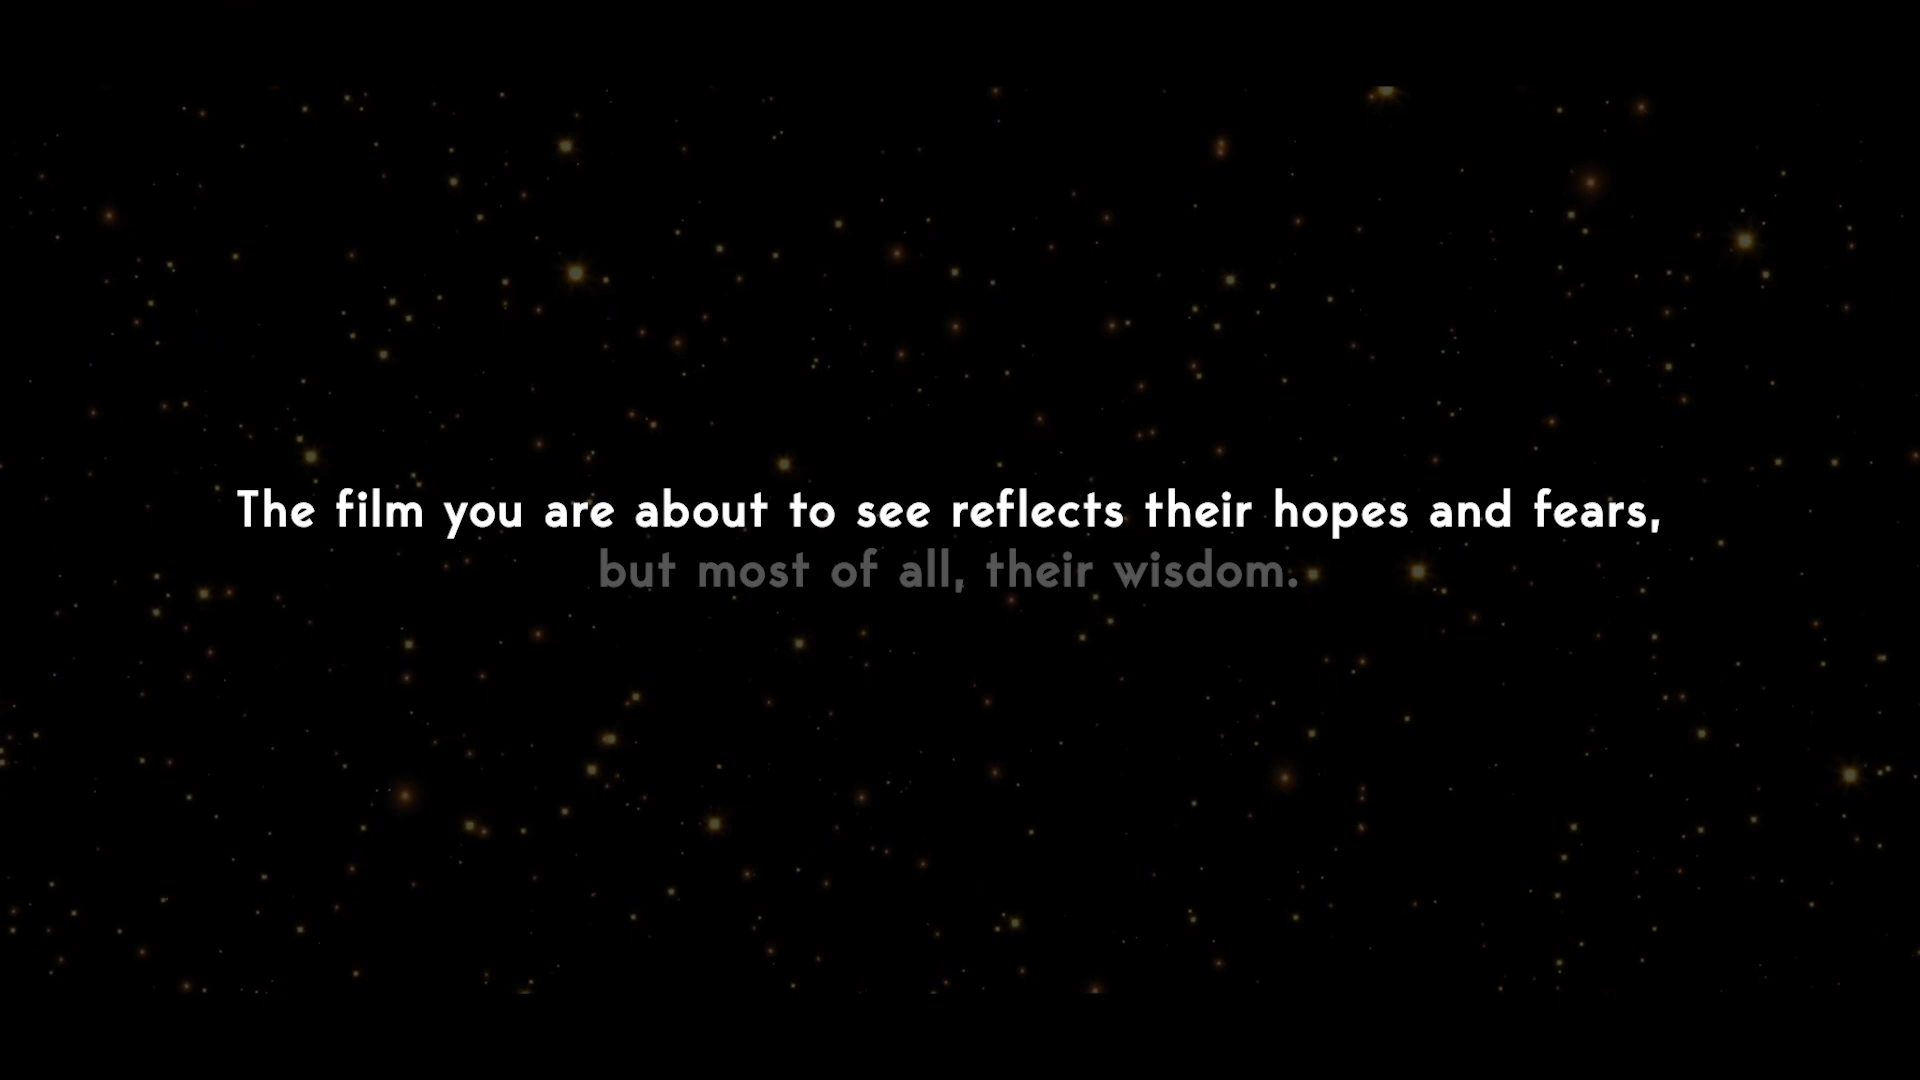 The film you are about to see reflects their hopes and fears,
but most of all, their wisdom.